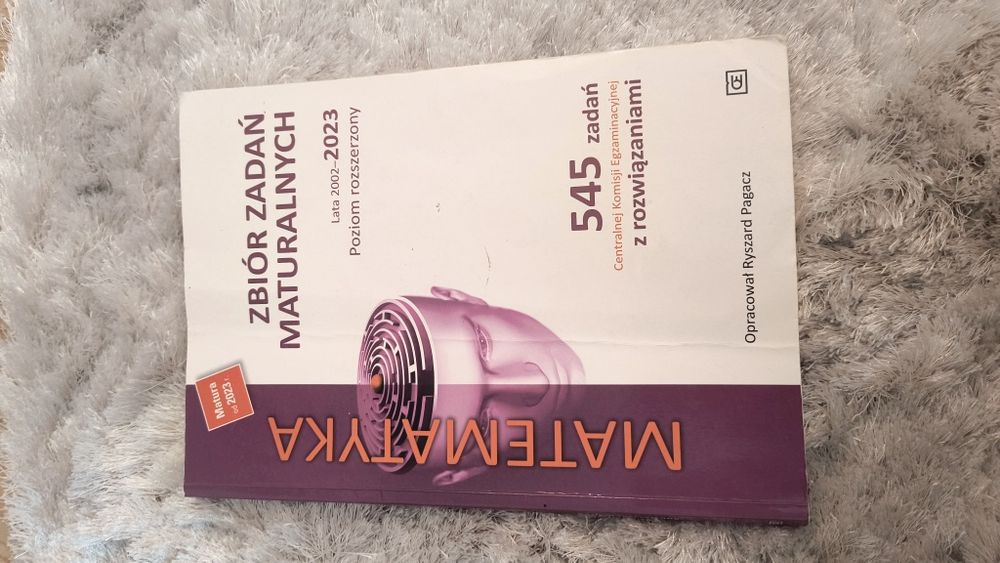 Matura
od 2023 r.
ZBIÓR ZADAŃ
MATURALNYCH
Lata 2002–2023
Poziom rozszerzony
MATEMATYKA
545 zadań
Centralnej Komisji Egzaminacyjnej
z rozwiązaniami
Opracował Ryszard Pagacz
OE